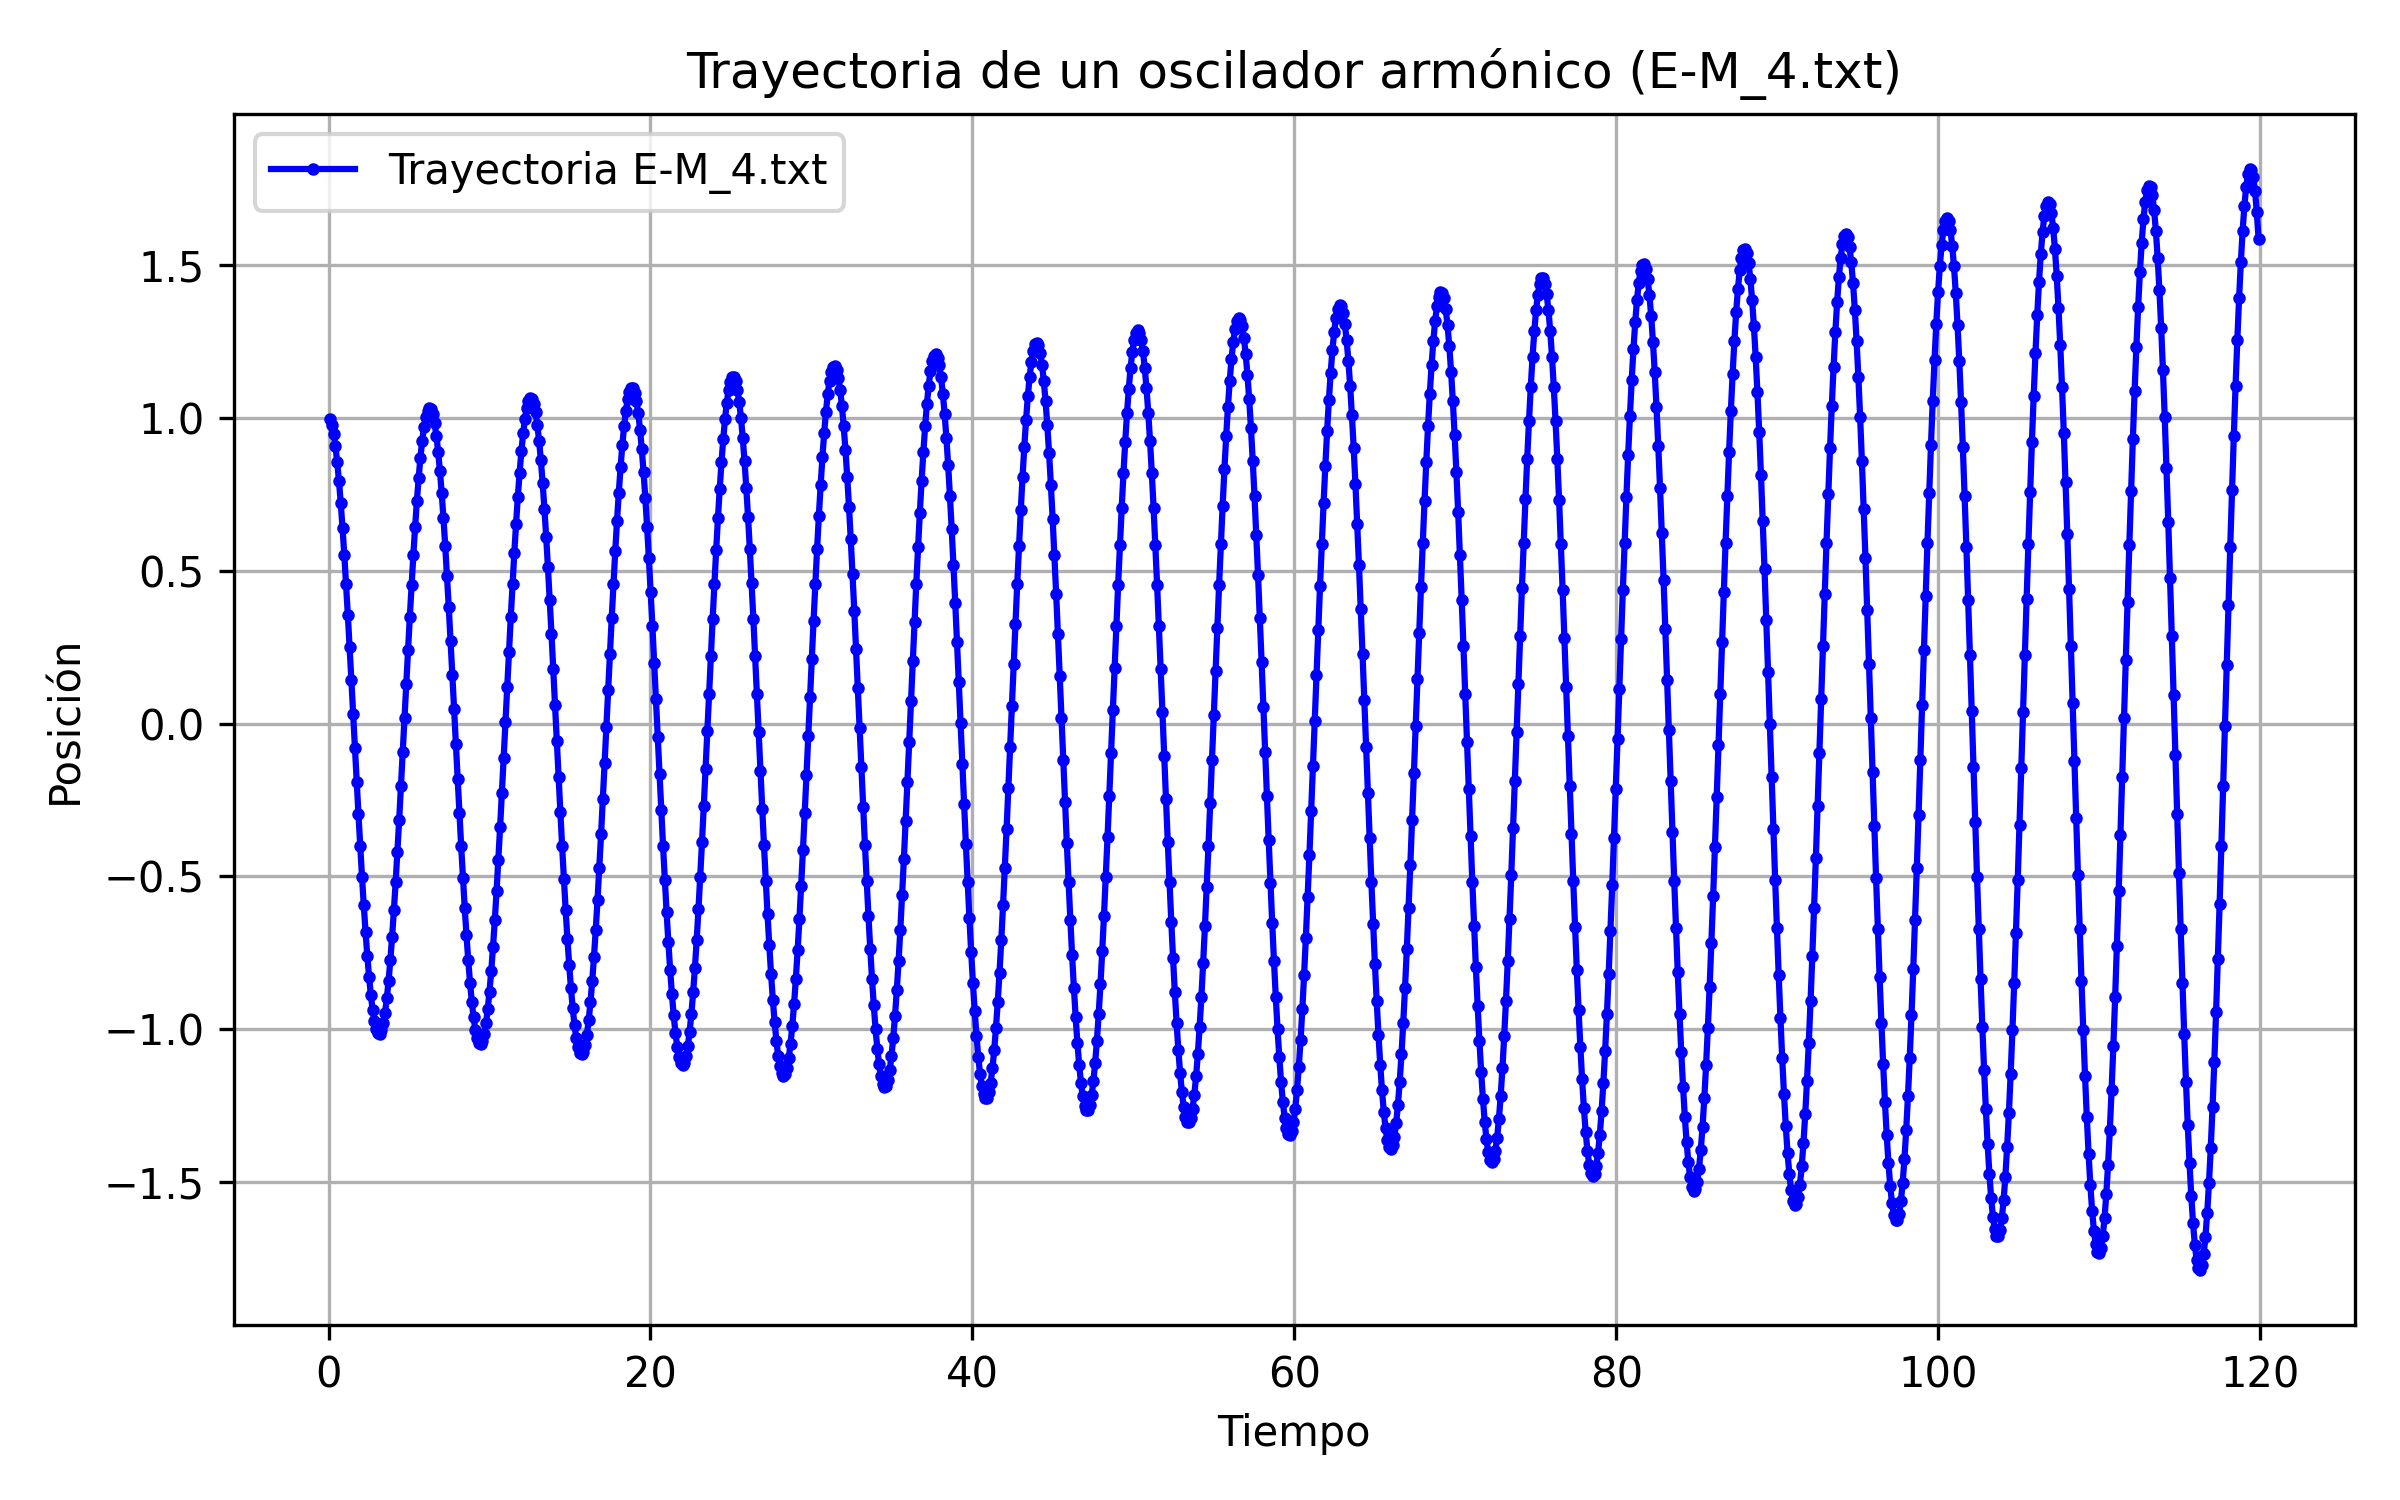 Trayectoria de un oscilador armónico (E-M_4.txt)
Trayectoria E-M_4.txt
1.5
1.0
0.5
0.0
−0.5
−1.0
−1.5
Posición
0 20 40 60 80 100 120
Tiempo